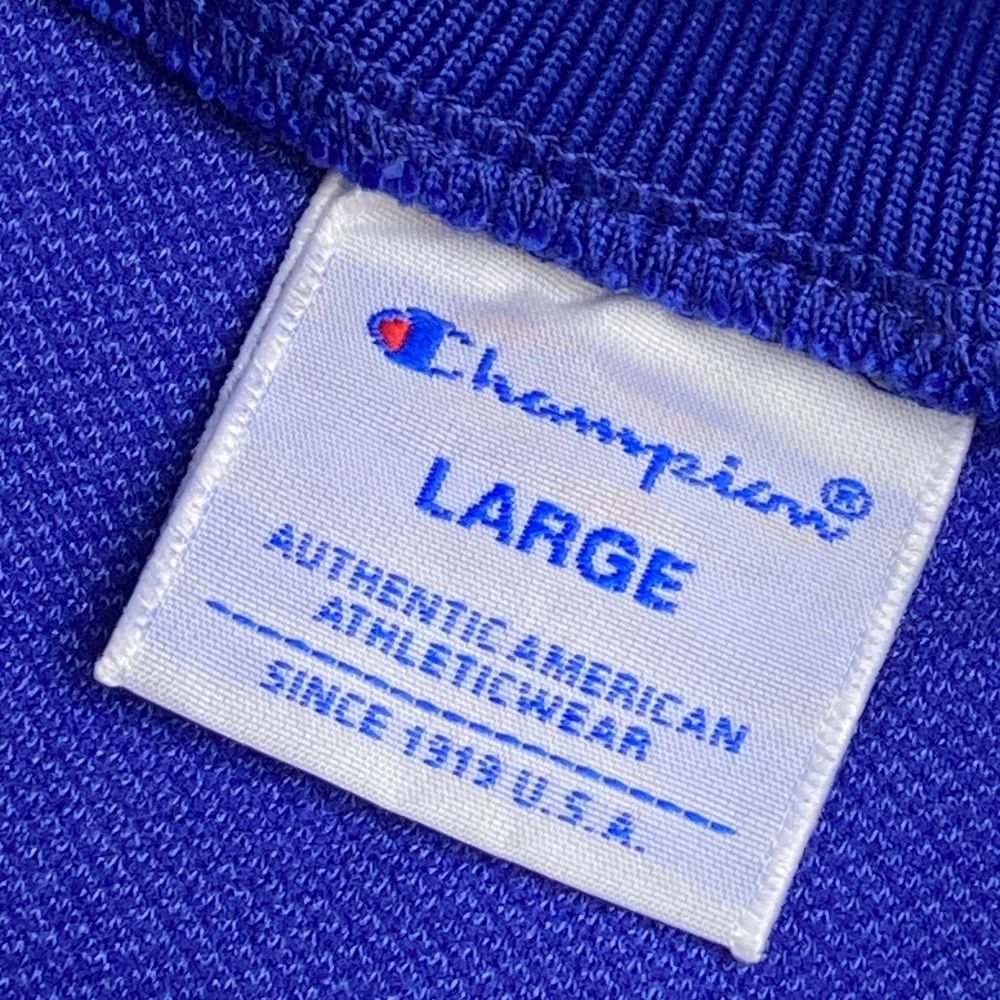 Champion®
LARGE
AUTHENTIC AMERICAN
ATHLETICWEAR
SINCE 1919 U.S.A.